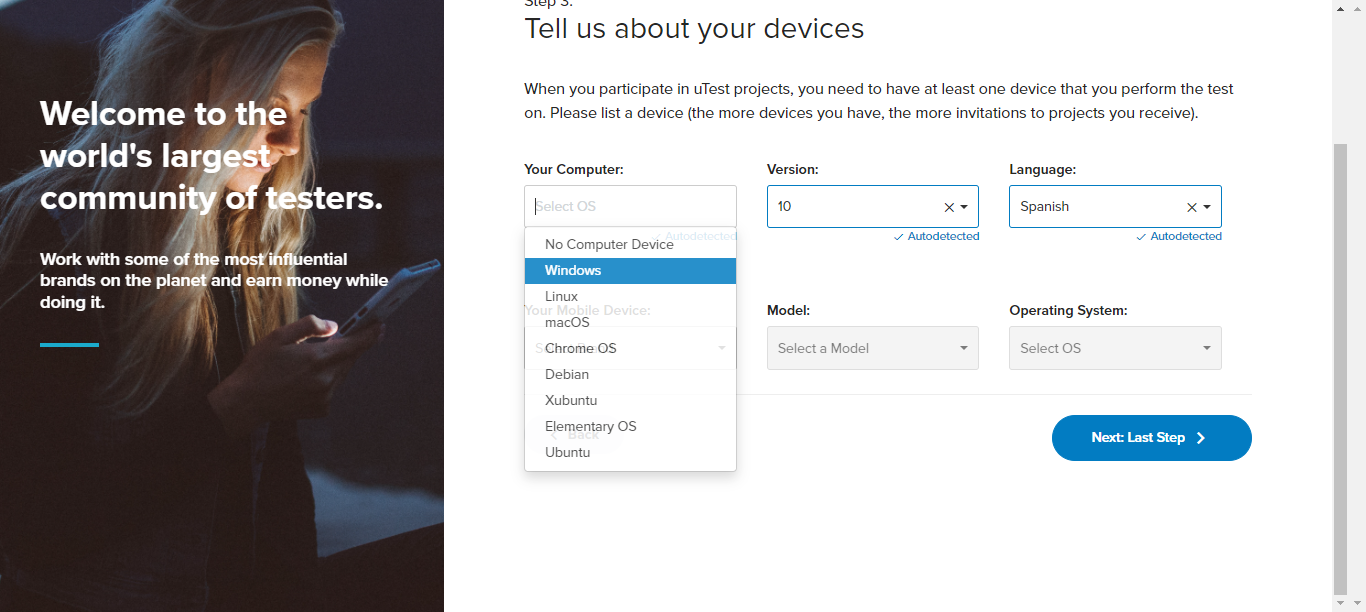 Step 3:
Tell us about your devices
Welcome to the
world's largest
community of testers.
Work with some of the most influential
brands on the planet and earn money while
doing it.
When you participate in uTest projects, you need to have at least one device that you perform the test
on. Please list a device (the more devices you have, the more invitations to projects you receive).
Your Computer:
Version:
Language:
Select OS
10
Spanish
Autodetected
Autodetected
Autodetected
No Computer Device
Windows
Linux
macOS
Chrome OS
Debian
Xubuntu
Elementary OS
Ubuntu
Your Mobile Device:
Model:
Operating System:
Select a Model
Select OS
Back
Next: Last Step